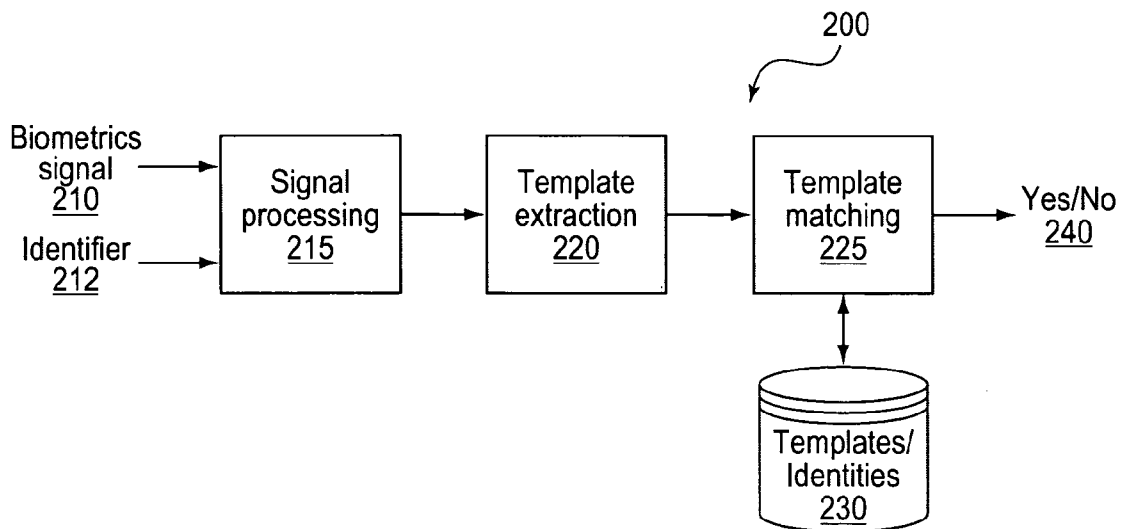 200
Biometrics
signal
210
Identifier
212
Signal
processing
215
Template
extraction
220
Template
matching
225
Yes/No
240
Templates/
Identities
230